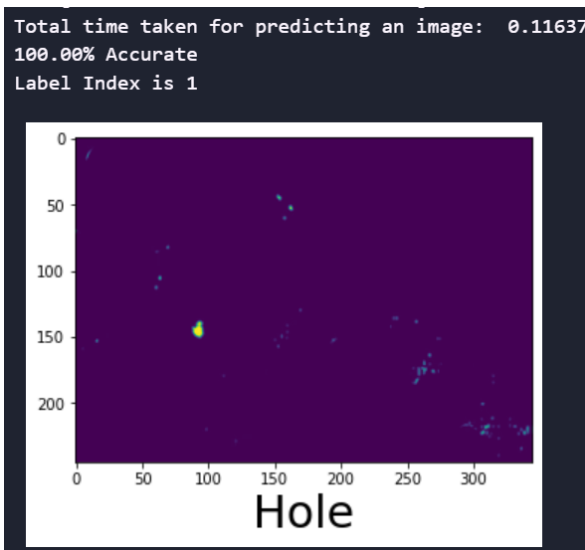 Total time taken for predicting an image:  0.11637
100.00% Accurate
Label Index is 1
0
50
100
150
200
0 50 100 150 200 250 300
Hole